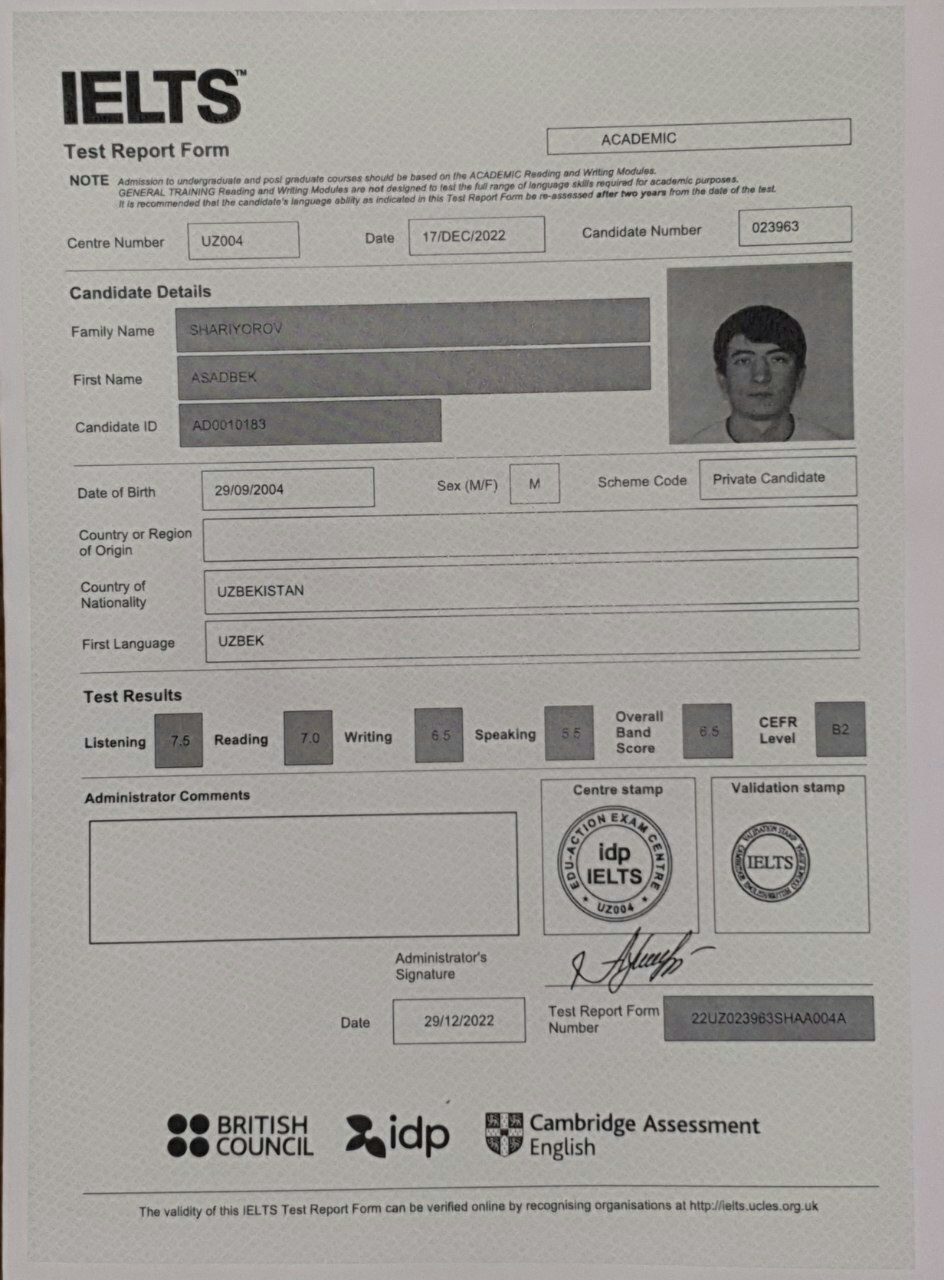 IELTS™
Test Report Form
ACADEMIC
NOTE Admission to undergraduate and post graduate courses should be based on the ACADEMIC Reading and Writing Modules.
GENERAL TRAINING Reading and Writing Modules are not designed to test the full range of language skills required for academic purposes.
It is recommended that the candidate's language ability as indicated in this Test Report Form be re-assessed after two years from the date of the test.
Centre Number UZ004 Date 17/DEC/2022 Candidate Number 023963
Candidate Details
Family Name SHARIYOROV
First Name ASADBEK
Candidate ID AD0010183
Date of Birth 29/09/2004 Sex (M/F) M Scheme Code Private Candidate
Country or Region
of Origin
Country of
Nationality UZBEKISTAN
First Language UZBEK
Test Results
Listening 7.5 Reading 7.0 Writing 6.5 Speaking 5.5 Overall Band Score 6.5 CEFR Level B2
Administrator Comments
Centre stamp
Validation stamp
EDU-ACTION EXAM CENTRE
idp
IELTS
UZ004
VALIDATION STAMP
IELTS
Administrator's
Signature
Date 29/12/2022
Test Report Form
Number 22UZ023963SHAA004A
BRITISH
COUNCIL
idp
Cambridge Assessment
English
The validity of this IELTS Test Report Form can be verified online by recognising organisations at http://ielts.ucles.org.uk